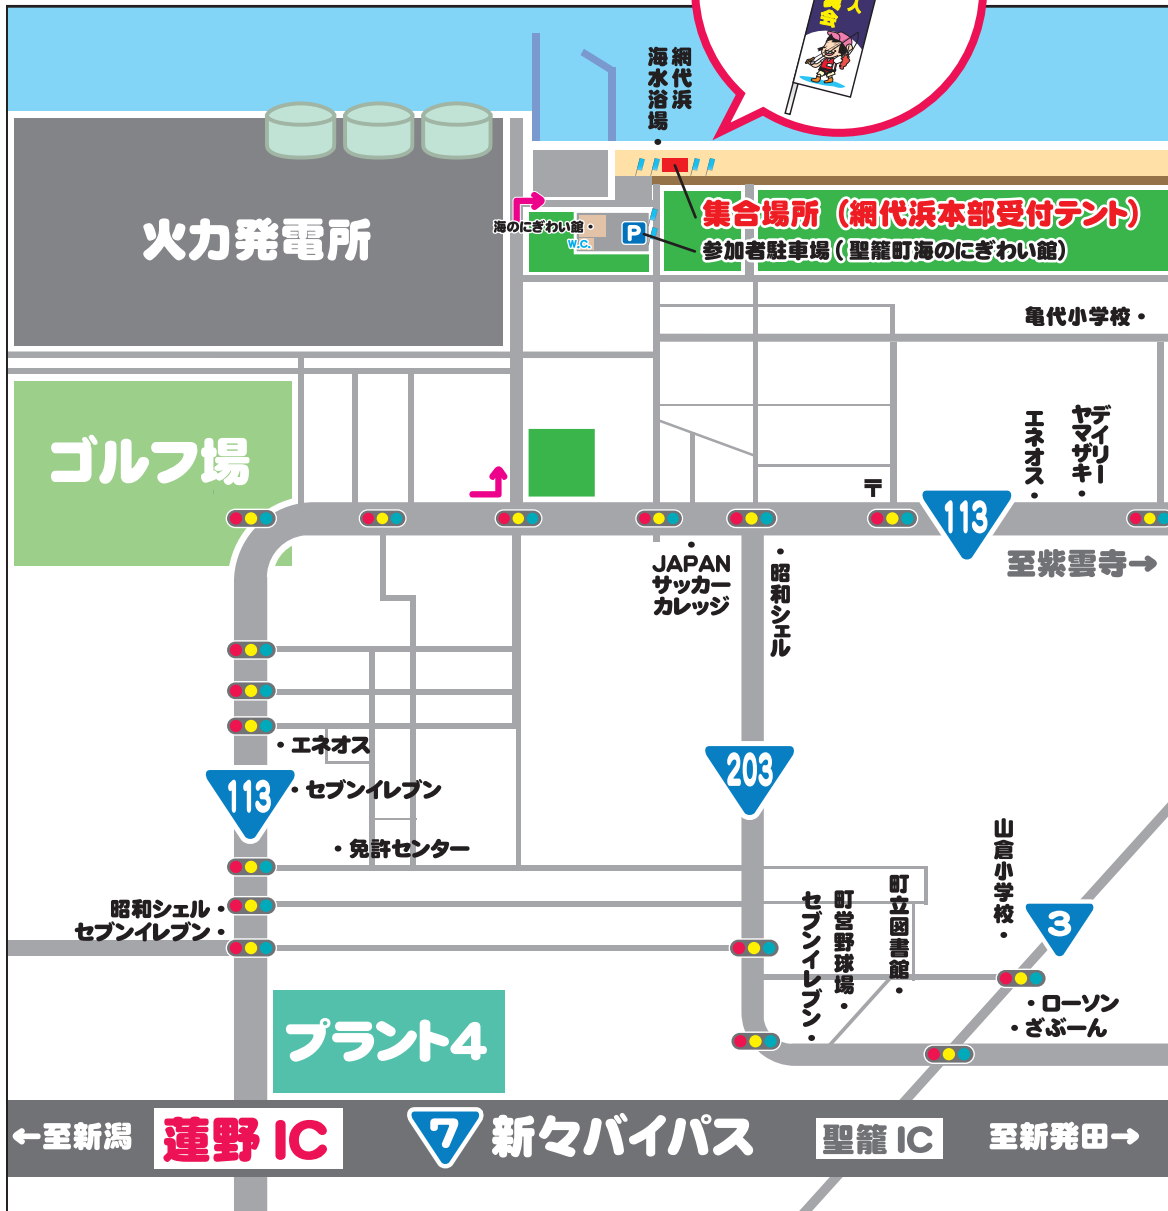 人
会
網代浜
海水浴場・
火力発電所
海のにぎわい館・
W.C.
P
集合場所（網代浜本部受付テント）
参加者駐車場（聖籠町海のにぎわい館）
亀代小学校・
ゴルフ場
エネオス・
デイリー
ヤマザキ・
〒
113
至紫雲寺→
・
JAPAN
サッカー
カレッジ
・昭和シェル
・エネオス
113
・セブンイレブン
203
・免許センター
昭和シェル・
セブンイレブン・
セブンイレブン・
町営野球場・
町立図書館・
山倉小学校・
3
・ローソン
・ざぶーん
プラント4
←至新潟
蓮野IC
7
新々バイパス
聖籠IC
至新発田→